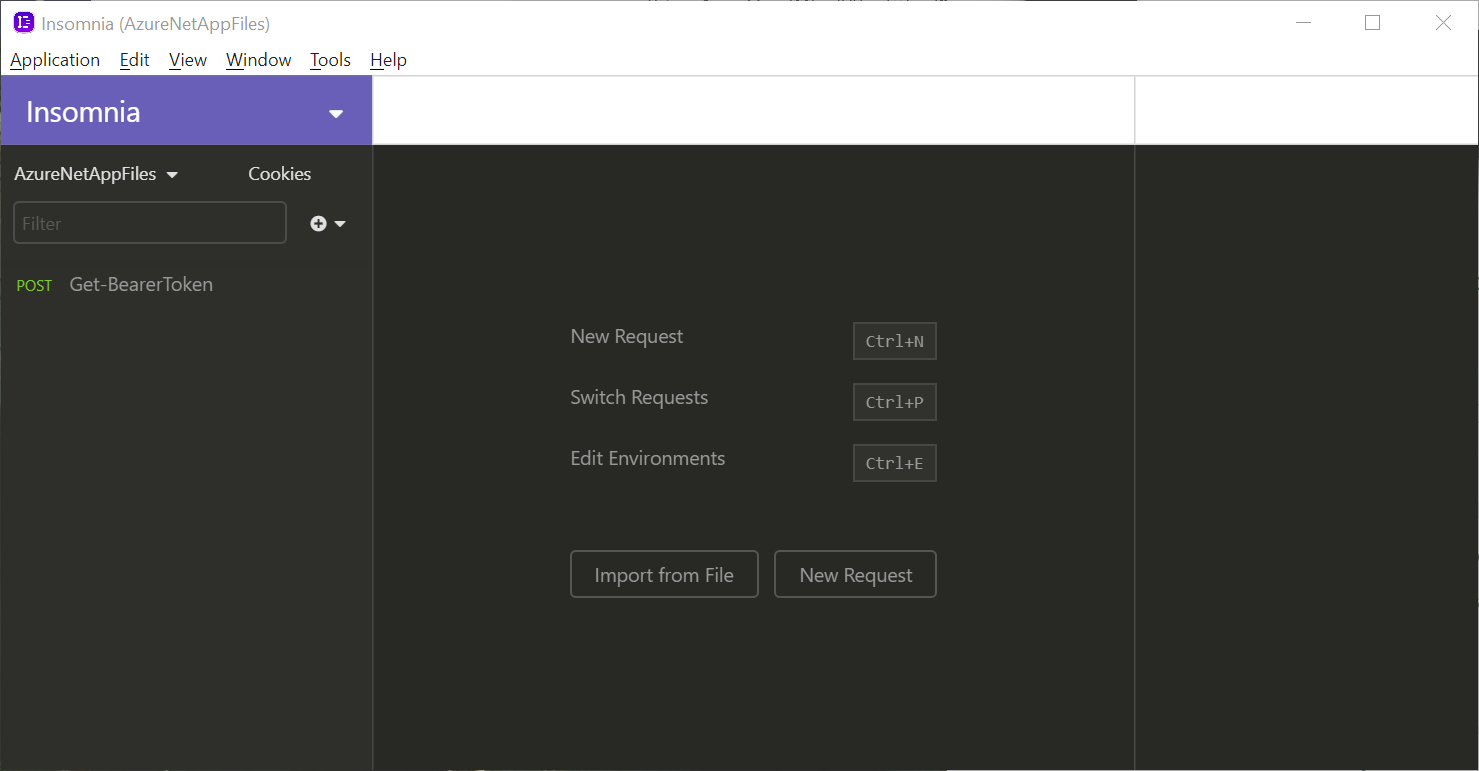 Insomnia (AzureNetAppFiles)
Application Edit View Window Tools Help
Insomnia
AzureNetAppFiles Cookies
Filter
POST Get-BearerToken
New Request Ctrl+N
Switch Requests Ctrl+P
Edit Environments Ctrl+E
Import from File New Request